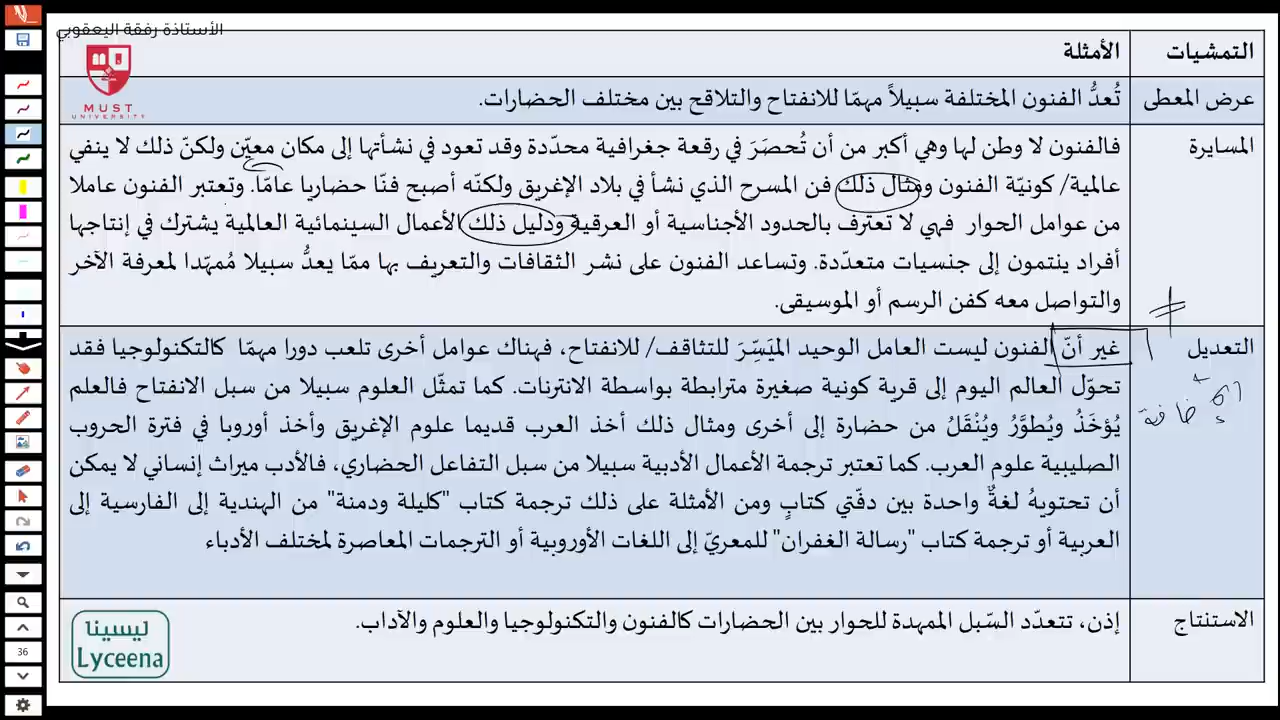 الأستاذة رفقة اليعقوبي
التمشيات
الأمثلة
MUST
UNIVERSITY
عرض المعطى
تُعدُّ الفنون المختلفة سبيلاً مهمّا للانفتاح والتلاقح بين مختلف الحضارات.
المسايرة
فالفنون لا وطن لها وهي أكبر من أن تُحصَرَ في رقعة جغرافية محدّدة وقد تعود في نشأتها إلى مكان معيّن ولكنّ ذلك لا ينفي
عالمية/ كونيّة الفنون ومثال ذلك فن المسرح الذي نشأ في بلاد الإغريق ولكنّه أصبح فنّا حضاريا عامّا. وتعتبر الفنون عاملا
من عوامل الحوار فهي لا تعترف بالحدود الأجناسية أو العرقية ودليل ذلك الأعمال السينمائية العالمية يشترك في إنتاجها
أفراد ينتمون إلى جنسيات متعدّدة. وتساعد الفنون على نشر الثقافات والتعريف بها ممّا يعدُّ سبيلا مُمهّدا لمعرفة الآخر
والتواصل معه كفن الرسم أو الموسيقى.
التعديل
غير أنّ الفنون ليست العامل الوحيد الميَسِّرَ للتثاقف/ للانفتاح، فهناك عوامل أخرى تلعب دورا مهمّا كالتكنولوجيا فقد
تحوّل العالم اليوم إلى قرية كونية صغيرة مترابطة بواسطة الانترنات. كما تمثّل العلوم سبيلا من سبل الانفتاح فالعلم
يُؤخَذُ ويُطوَّرُ ويُنْقَلُ من حضارة إلى أخرى ومثال ذلك أخذ العرب قديما علوم الإغريق وأخذ أوروبا في فترة الحروب
الصليبية علوم العرب. كما تعتبر ترجمة الأعمال الأدبية سبيلا من سبل التفاعل الحضاري، فالأدب ميراث إنساني لا يمكن
أن تحتويهُ لغةٌ واحدة بين دفّتي كتابٍ ومن الأمثلة على ذلك ترجمة كتاب "كليلة ودمنة" من الهندية إلى الفارسية إلى
العربية أو ترجمة كتاب "رسالة الغفران" للمعريّ إلى اللغات الأوروبية أو الترجمات المعاصرة لمختلف الأدباء
الاستنتاج
إذن، تتعدّد السّبل الممهدة للحوار بين الحضارات كالفنون والتكنولوجيا والعلوم والآداب.
ليسينا
Lyceena
36